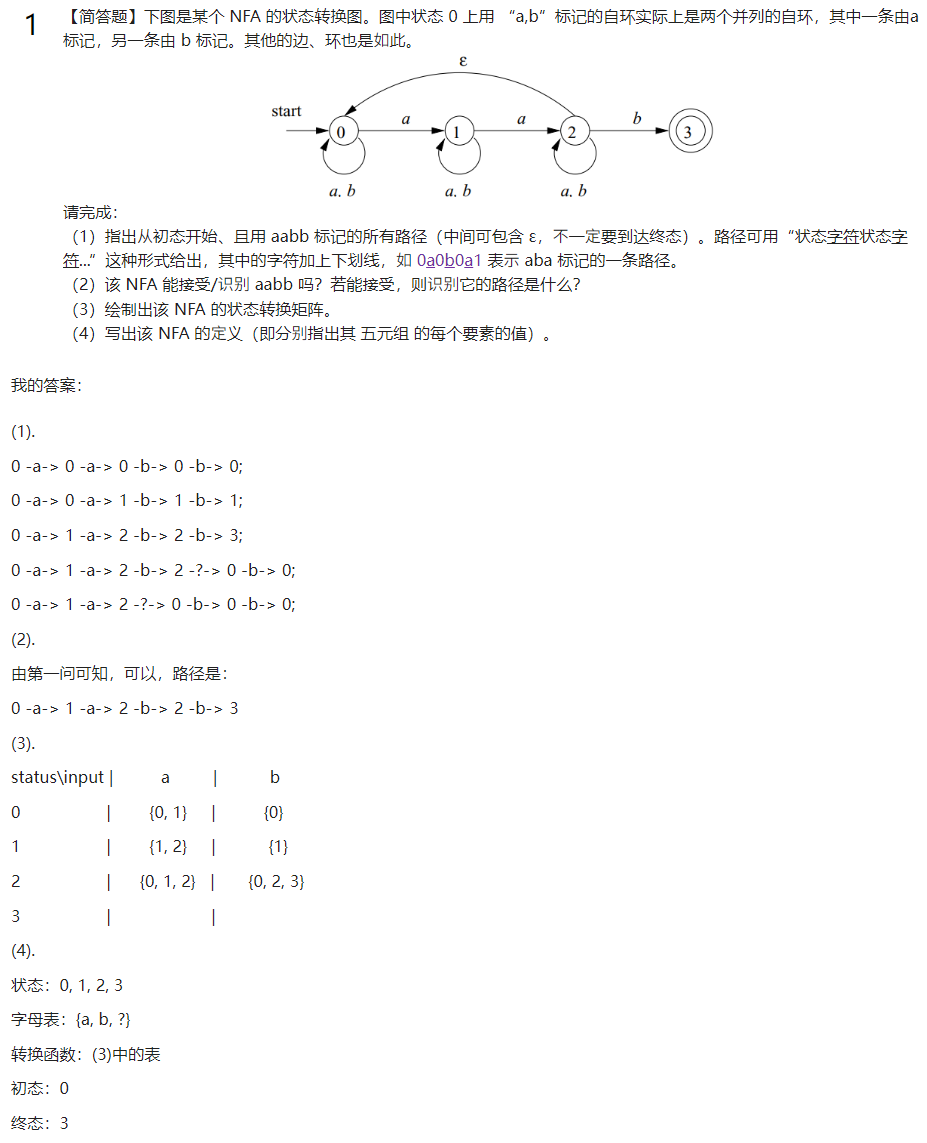 1
【简答题】下图是某个 NFA 的状态转换图。图中状态 0 上用 “a,b”标记的自环实际上是两个并列的自环，其中一条由a
标记，另一条由 b 标记。其他的边、环也是如此。
ε
start
0 a 1 a 2 b 3
a. b a. b a. b
请完成：
（1）指出从初态开始、且用 aabb 标记的所有路径（中间可包含 ε，不一定要到达终态）。路径可用“状态字符状态字
符...”这种形式给出，其中的字符加上下划线，如 0a0b0a1 表示 aba 标记的一条路径。
（2）该 NFA 能接受/识别 aabb 吗？若能接受，则识别它的路径是什么？
（3）绘制出该 NFA 的状态转换矩阵。
（4）写出该 NFA 的定义（即分别指出其 五元组 的每个要素的值）。
我的答案：
(1).
0 -a-> 0 -a-> 0 -b-> 0 -b-> 0;
0 -a-> 0 -a-> 1 -b-> 1 -b-> 1;
0 -a-> 1 -a-> 2 -b-> 2 -b-> 3;
0 -a-> 1 -a-> 2 -b-> 2 -?-> 0 -b-> 0;
0 -a-> 1 -a-> 2 -?-> 0 -b-> 0 -b-> 0;
(2).
由第一问可知，可以，路径是：
0 -a-> 1 -a-> 2 -b-> 2 -b-> 3
(3).
status\input | a | b
0 | {0, 1} | {0}
1 | {1, 2} | {1}
2 | {0, 1, 2} | {0, 2, 3}
3 | |
(4).
状态：0, 1, 2, 3
字母表：{a, b, ?}
转换函数：(3)中的表
初态：0
终态：3